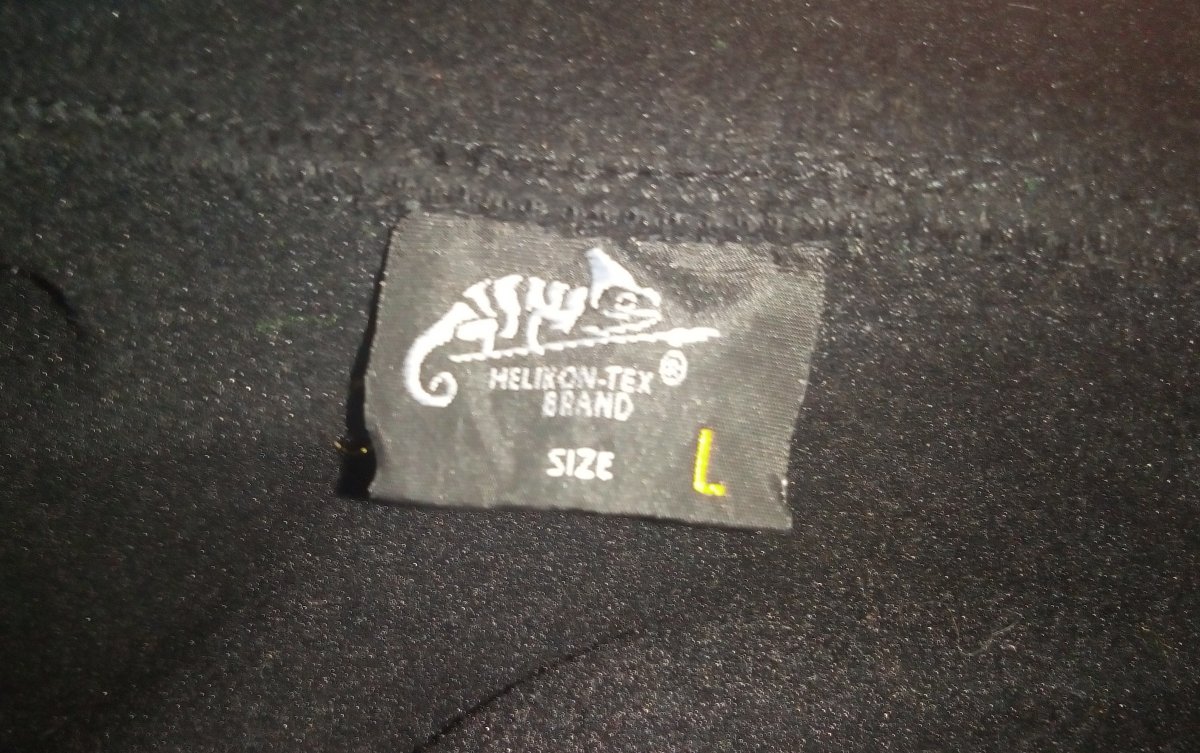 HELIKON-TEX®
BRAND
SIZE L